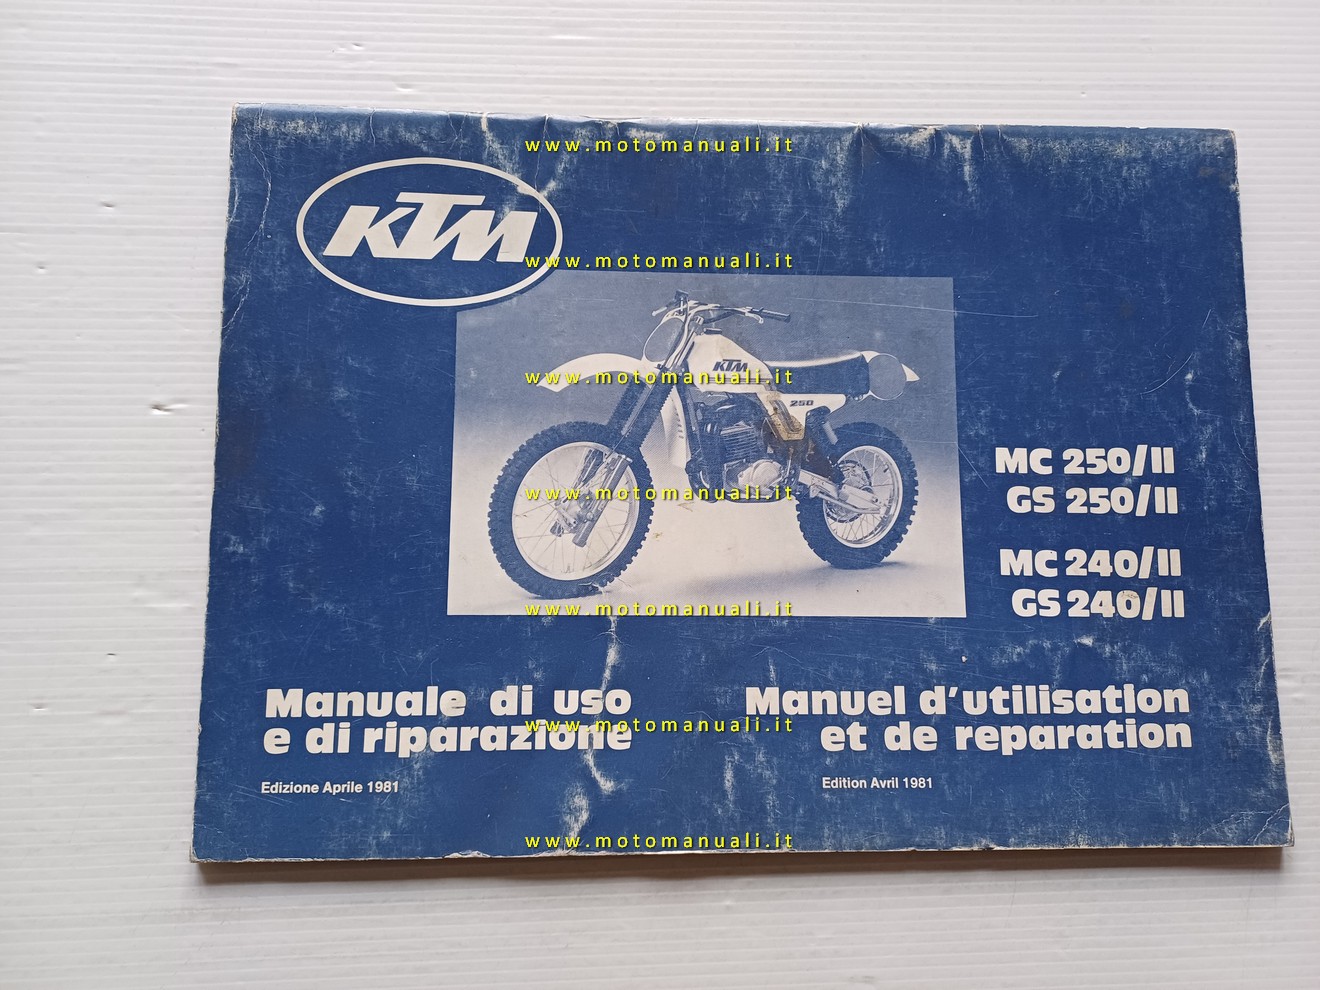 www.motomanuali.it
KTM
www.motomanuali.it
KTM
www.motomanuali.it
250
MC 250/II
GS 250/II
www.motomanuali.it
MC 240/II
GS 240/II
www.motomanuali.it
Manuale di uso
e di riparazione
Manuel d'utilisation
et de reparation
www.motomanuali.it
Edizione Aprile 1981
Edition Avril 1981
www.motomanuali.it